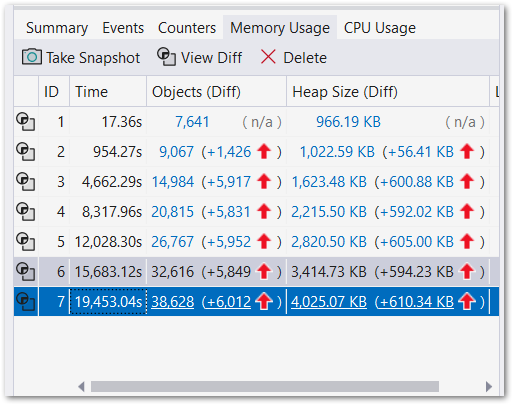 Summary Events Counters Memory Usage CPU Usage
Take Snapshot View Diff Delete
ID Time Objects (Diff) Heap Size (Diff) L
1 17.36s 7,641 ( n/a ) 966.19 KB ( n/a )
2 954.27s 9,067 (+1,426 ) 1,022.59 KB (+56.41 KB )
3 4,662.29s 14,984 (+5,917 ) 1,623.48 KB (+600.88 KB )
4 8,317.96s 20,815 (+5,831 ) 2,215.50 KB (+592.02 KB )
5 12,028.30s 26,767 (+5,952 ) 2,820.50 KB (+605.00 KB )
6 15,683.12s 32,616 (+5,849 ) 3,414.73 KB (+594.23 KB )
7 19,453.04s 38,628 (+6,012 ) 4,025.07 KB (+610.34 KB )